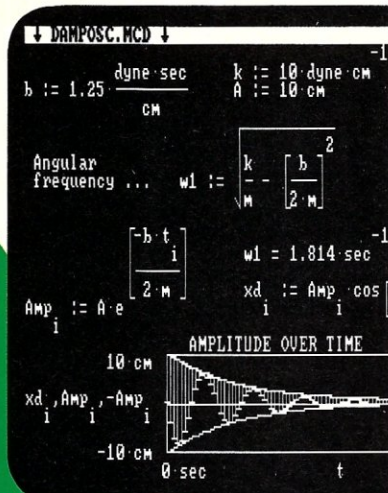 ↓ DAMPOSC.MCD ↓
b := 1.25 dyne·sec / cm
k := 10·dyne·cm^-1
A := 10·cm
Angular
frequency ... w1 := √(k/m - [b/(2·m)]^2)
Amp_i := A·e^[-b·t_i/(2·m)]
w1 = 1.814·sec^-1
xd_i := Amp_i·cos[
AMPLITUDE OVER TIME
10·cm
xd_i,Amp_i,-Amp_i
-10·cm
0·sec t